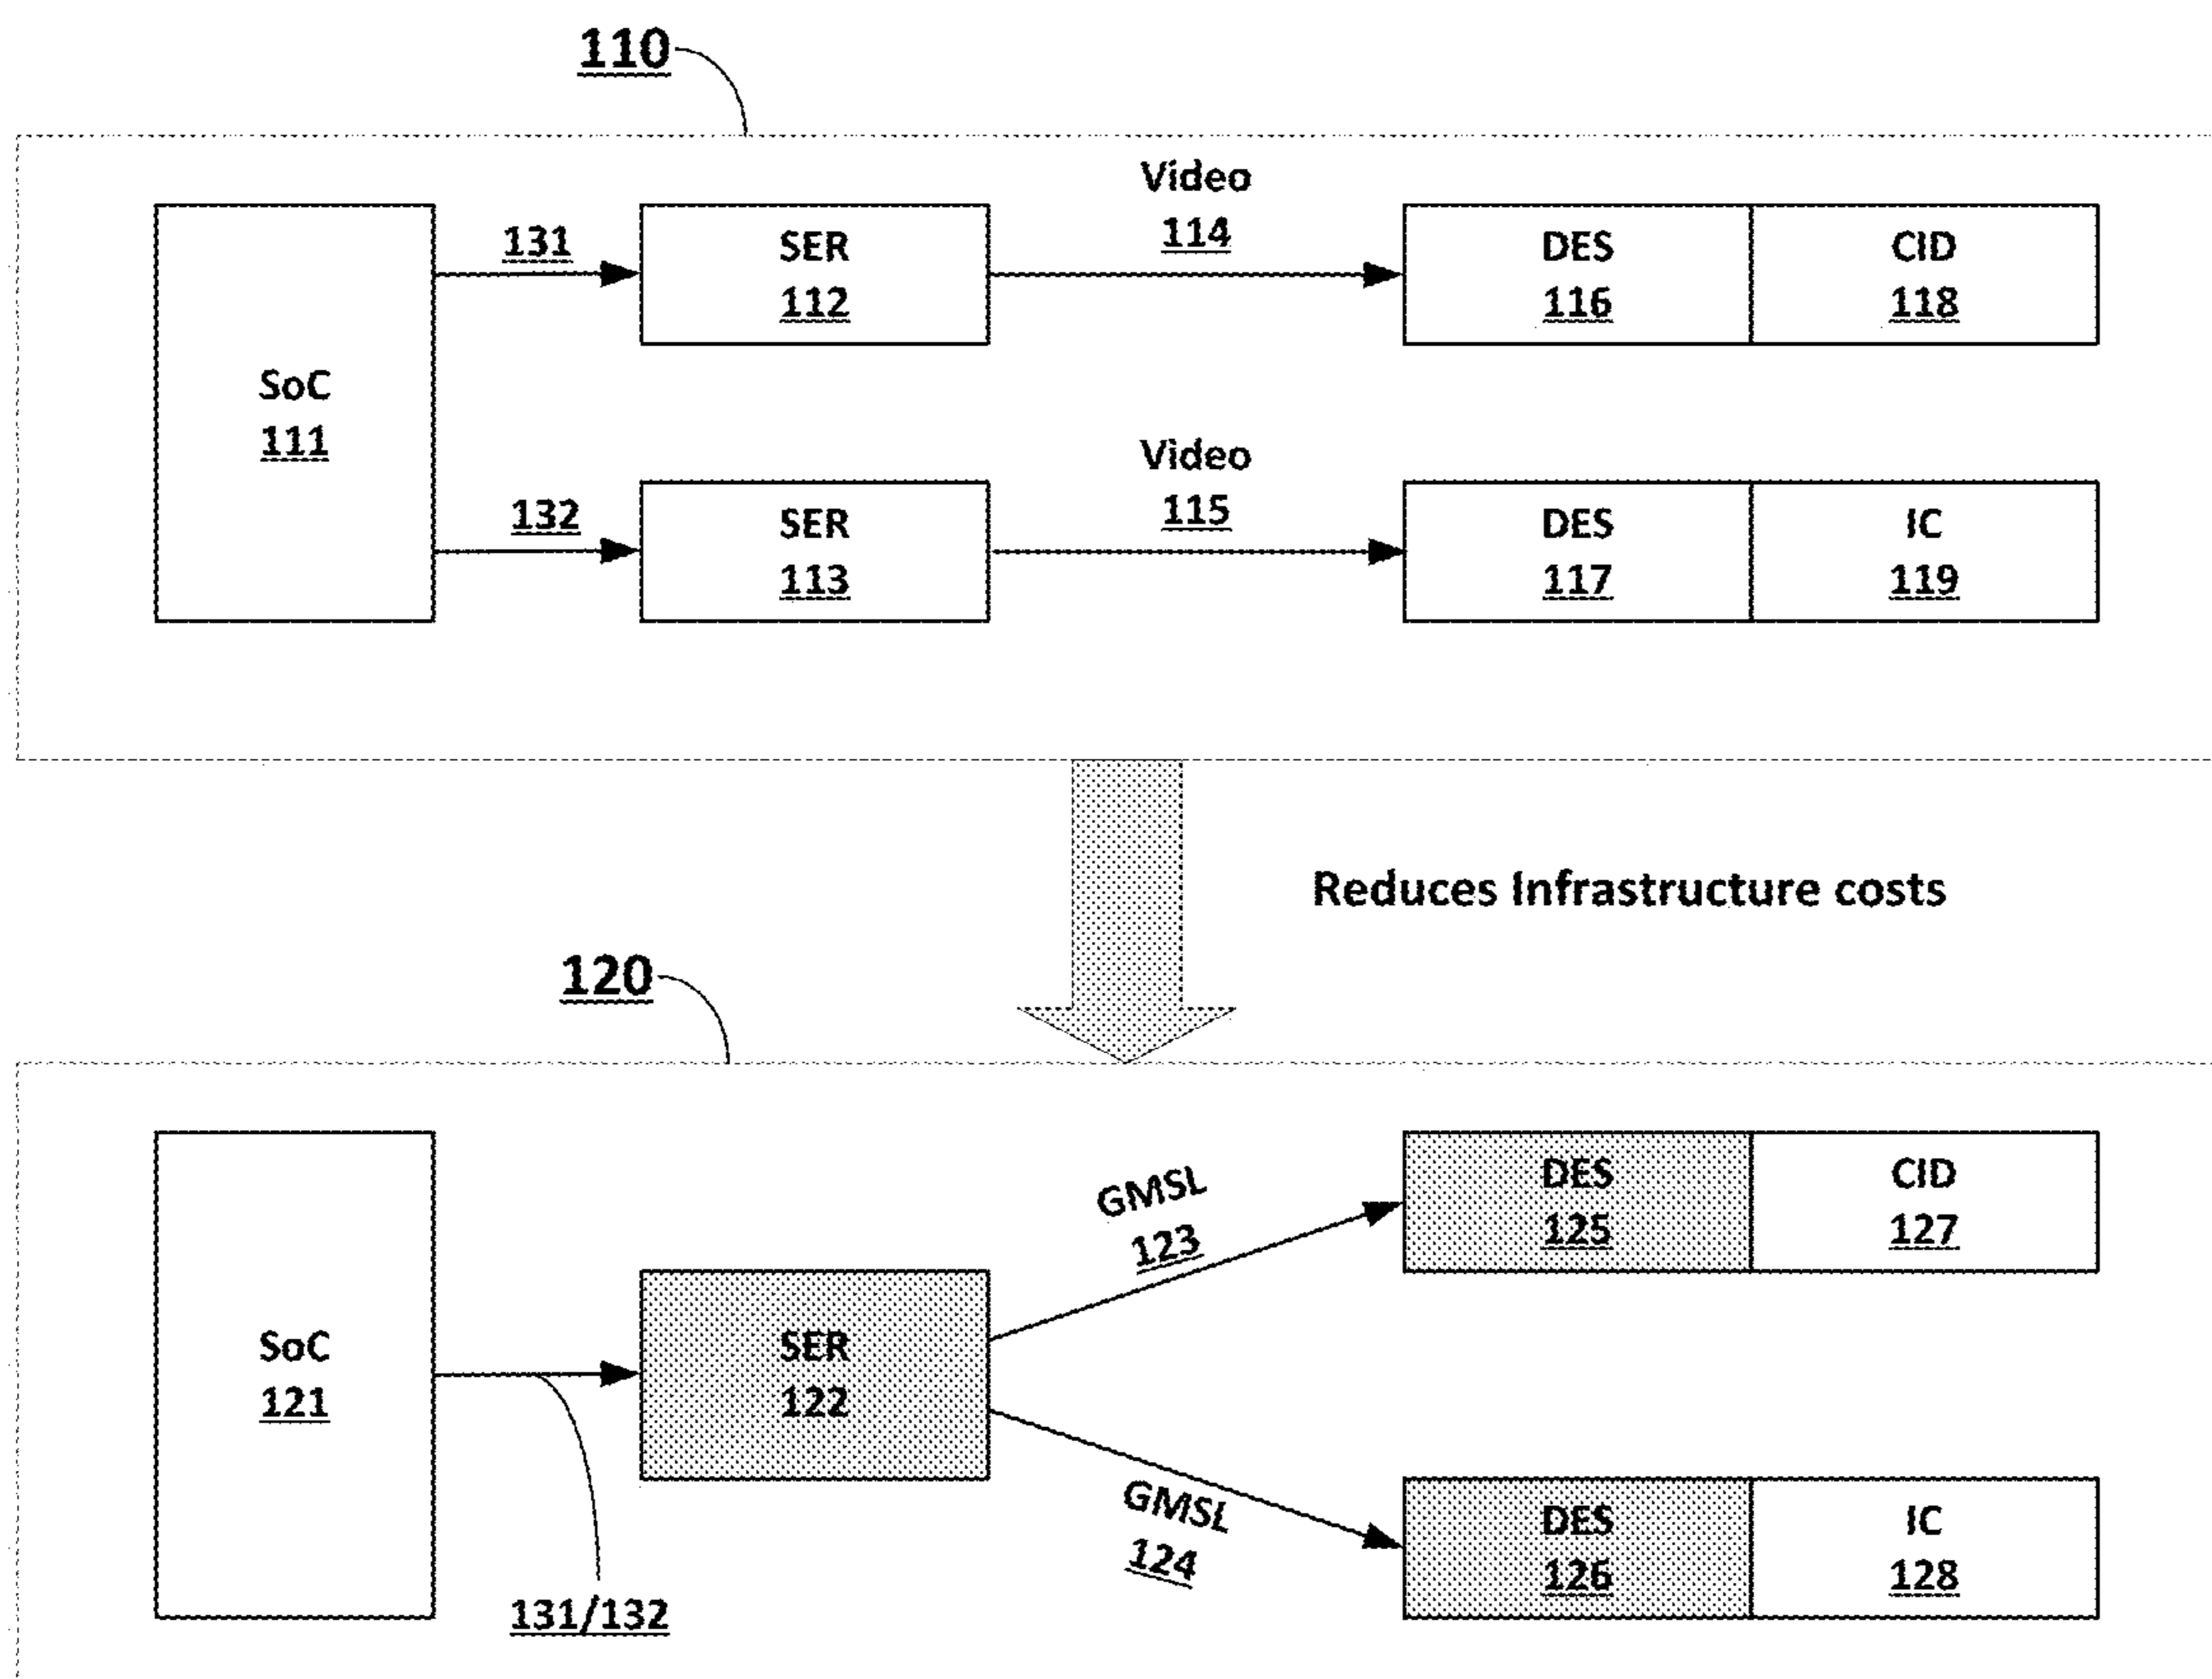 110
Video
114
131
SER
112
DES
116
CID
118
SoC
111
Video
115
132
SER
113
DES
117
IC
119
Reduces Infrastructure costs
120
SoC
121
131/132
SER
122
GMSL
123
DES
125
CID
127
GMSL
124
DES
126
IC
128